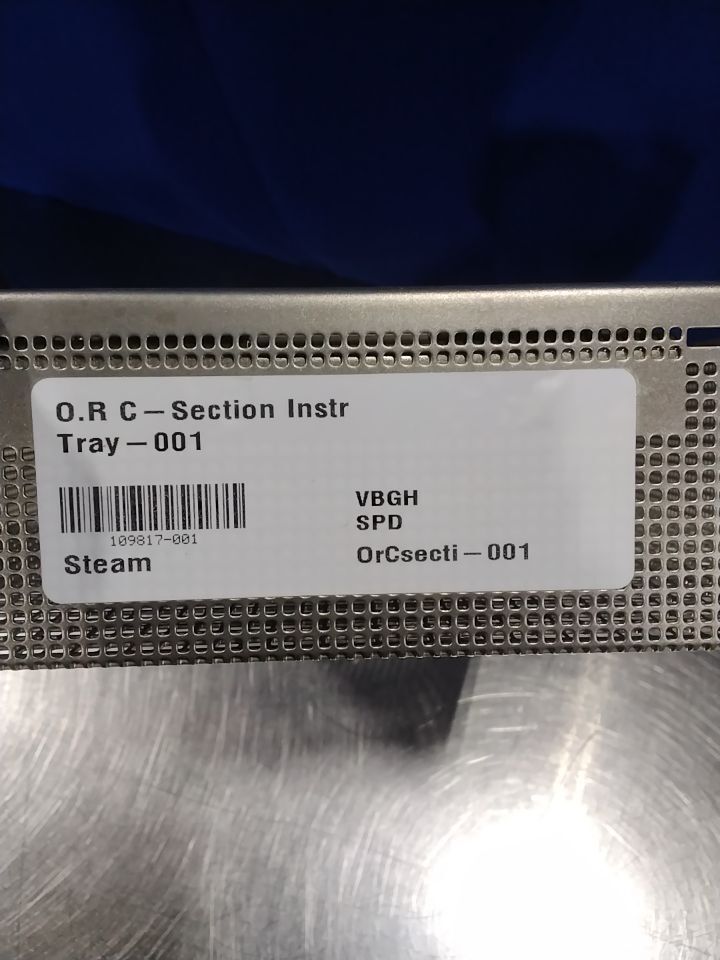 O.R C-Section Instr
Tray-001
109817-001
Steam
VBGH
SPD
OrCsecti-001